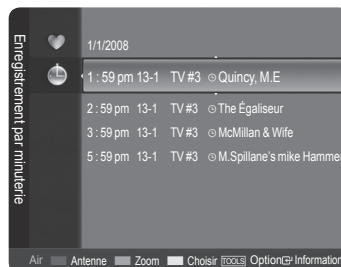 Enregistrement par minuterie
1/1/2008
1 : 59 pm 13-1 TV #3 Quincy, M.E
2 : 59 pm 13-1 TV #3 The Égaliseur
3 : 59 pm 13-1 TV #3 McMillan & Wife
5 : 59 pm 13-1 TV #3 M.Spillane's mike Hammer
Air Antenne Zoom Choisir TOOLS Option Information